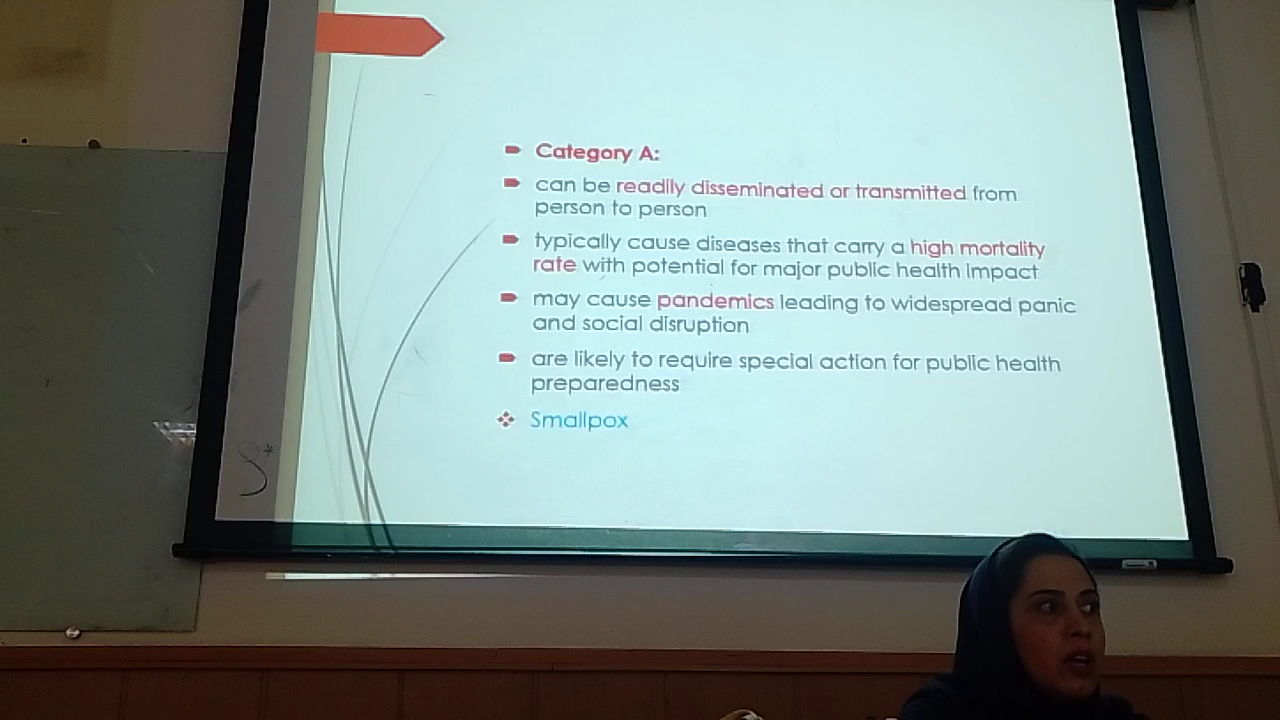 Category A:
can be readily disseminated or transmitted from
person to person
typically cause diseases that carry a high mortality
rate with potential for major public health impact
may cause pandemics leading to widespread panic
and social disruption
are likely to require special action for public health
preparedness
Smallpox